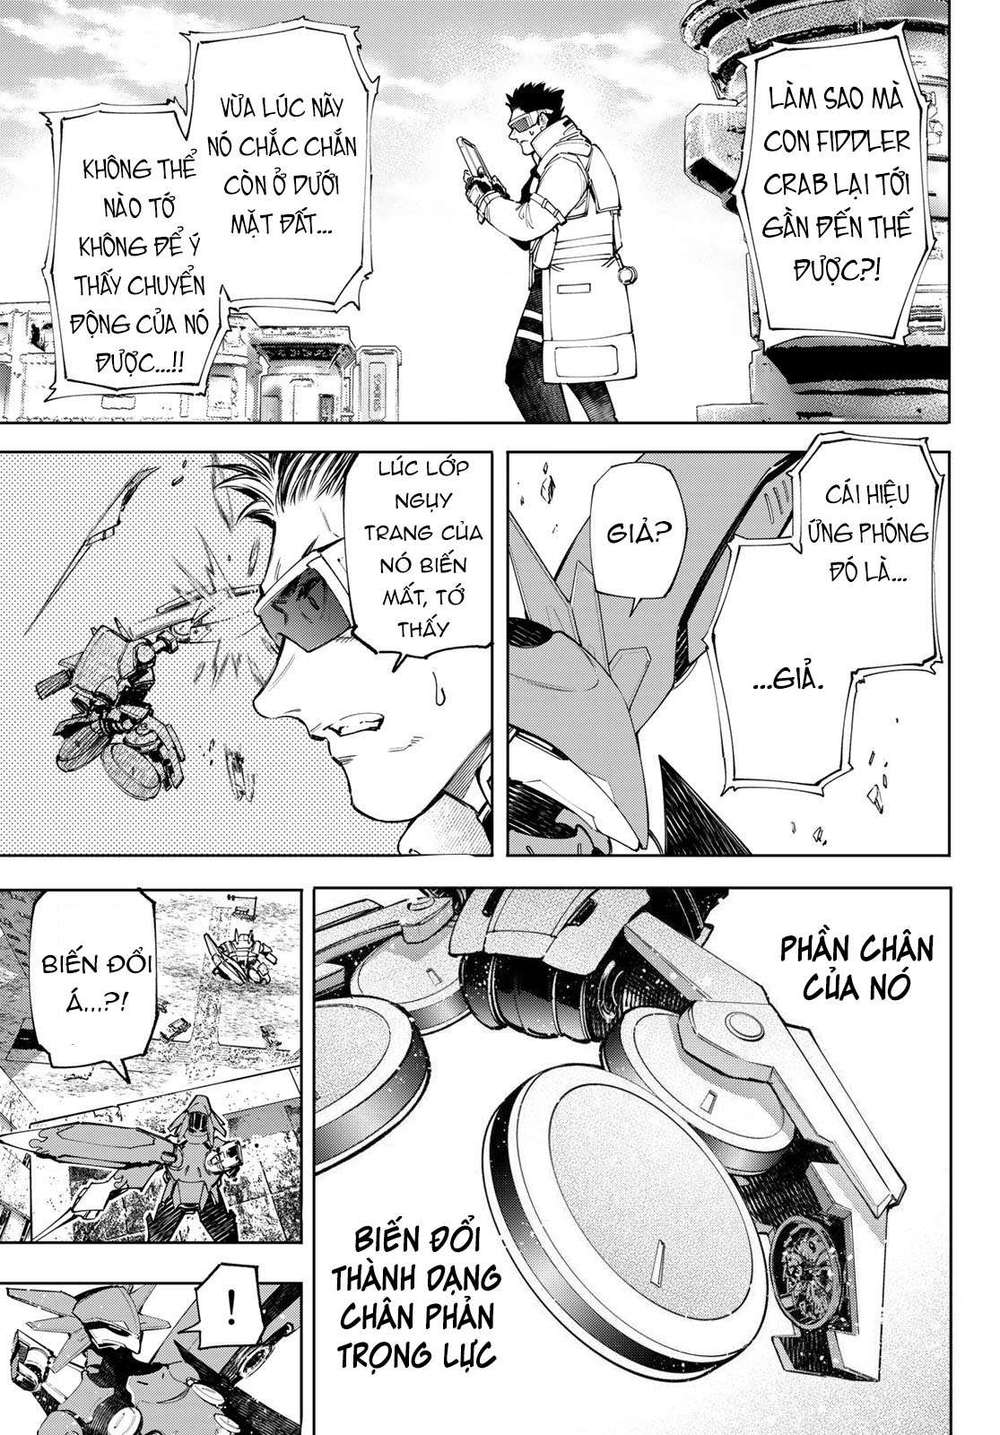 LÀM SAO MÀ
CON FIDDLER
CRAB LẠI TỚI
GẦN ĐẾN THẾ
ĐƯỢC?!
VỪA LÚC NÃY
NÓ CHẮC CHẮN
CÒN Ở DƯỚI
MẶT ĐẤT...
KHÔNG THỂ
NÀO TỚ
KHÔNG ĐỂ Ý
THẤY CHUYỂN
ĐỘNG CỦA NÓ
ĐƯỢC...!!
CÁI HIỆU
ỨNG PHÓNG
ĐÓ LÀ...
...GIẢ.
GIẢ?
LÚC LỚP
NGỤY
TRANG CỦA
NÓ BIẾN
MẤT, TỚ
THẤY
PHẦN CHÂN
CỦA NÓ
BIẾN ĐỔI
THÀNH DẠNG
CHÂN PHẢN
TRỌNG LỰC
BIẾN ĐỔI
Á...?!
!